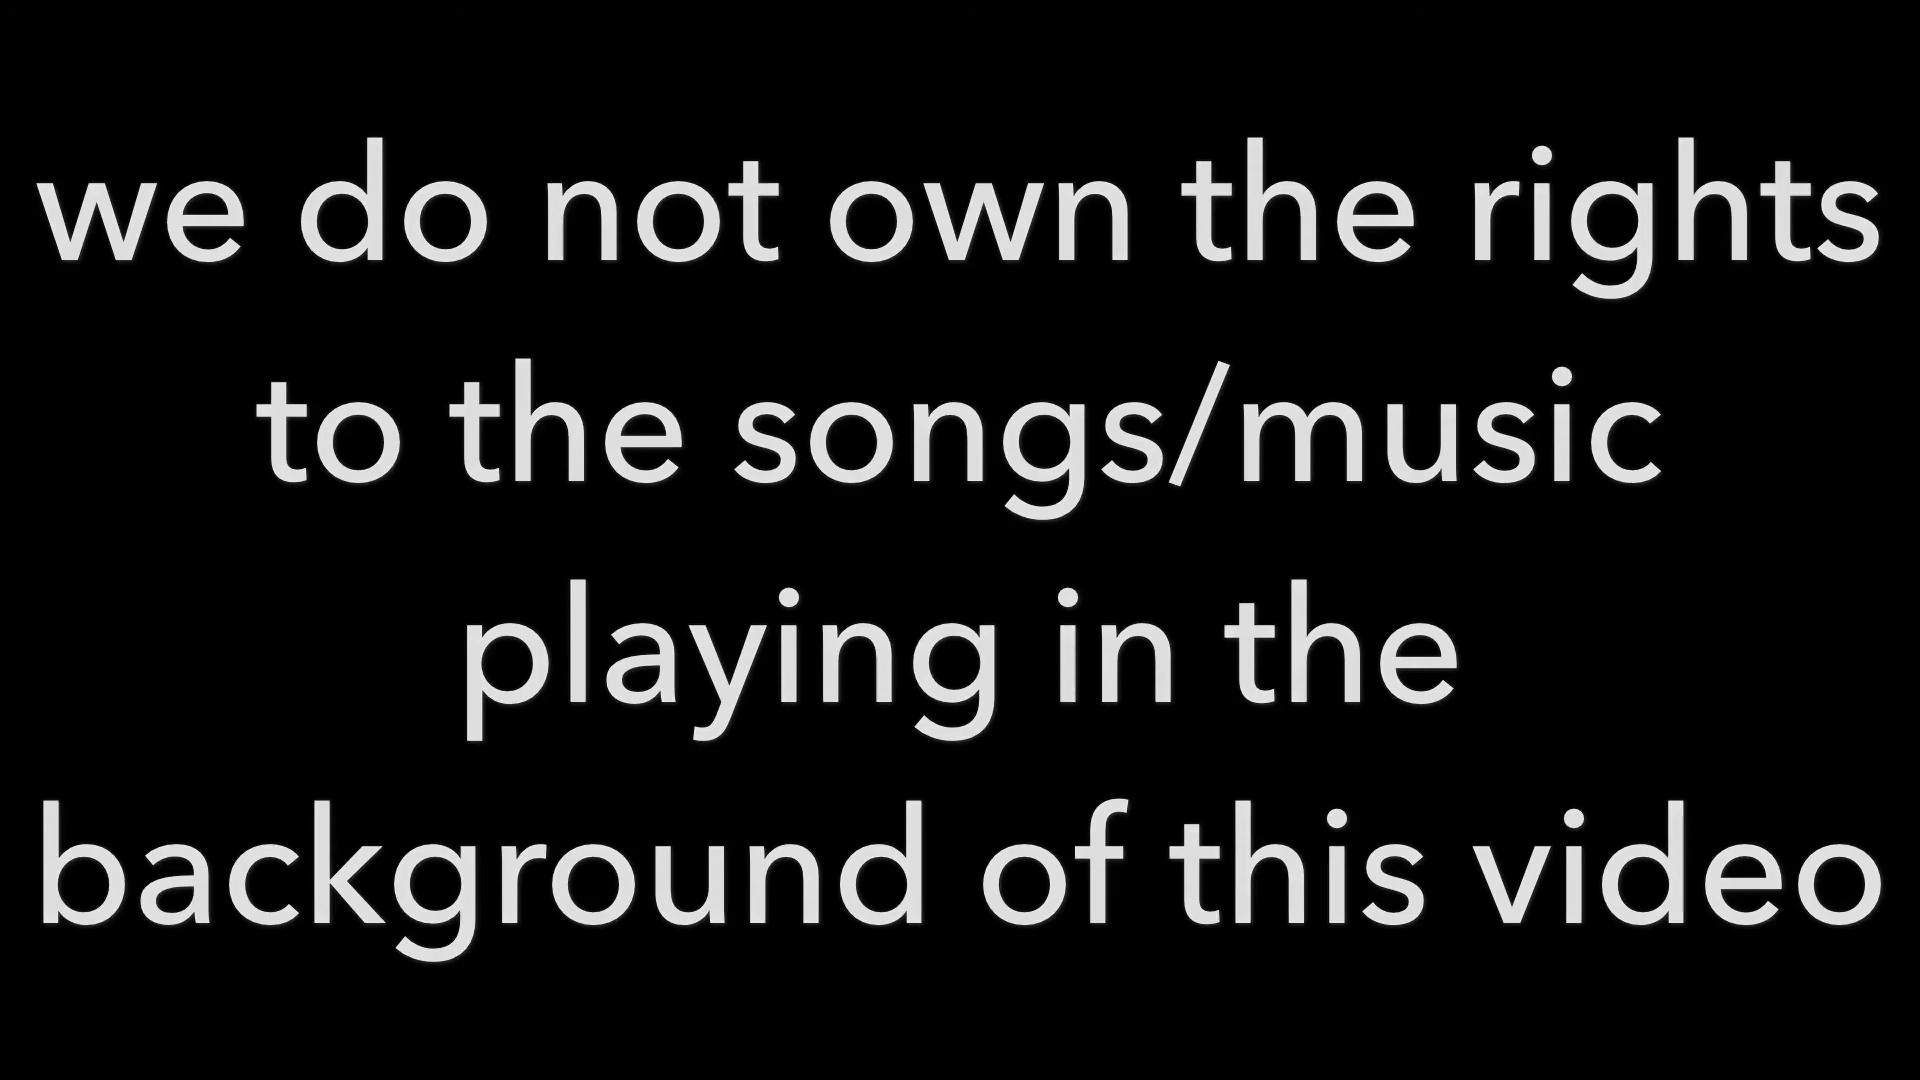 we do not own the rights
to the songs/music
playing in the
background of this video